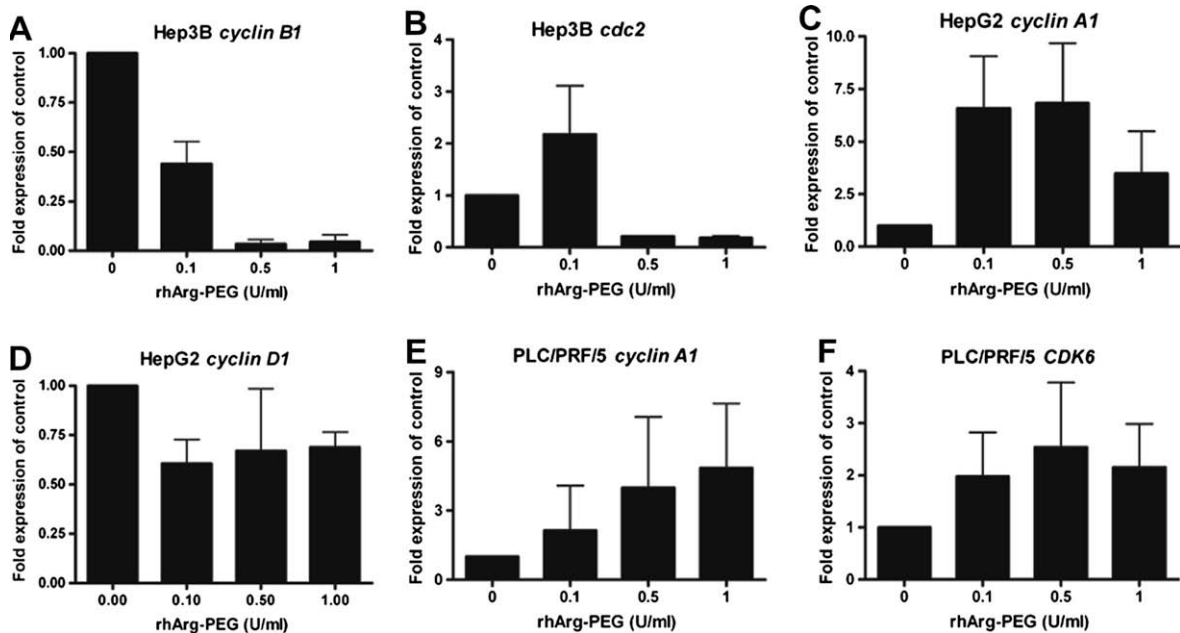 A
Hep3B cyclin B1
Fold expression of control
1.00
0.75
0.50
0.25
0.00
0 0.1 0.5 1
rhArg-PEG (U/ml)
B
Hep3B cdc2
Fold expression of control
4
3
2
1
0
0 0.1 0.5 1
rhArg-PEG (U/ml)
C
HepG2 cyclin A1
Fold expression of control
10.0
7.5
5.0
2.5
0.0
0 0.1 0.5 1
rhArg-PEG (U/ml)
D
HepG2 cyclin D1
Fold expression of control
1.00
0.75
0.50
0.25
0.00
0.00 0.10 0.50 1.00
rhArg-PEG (U/ml)
E
PLC/PRF/5 cyclin A1
Fold expression of control
9
6
3
0
0 0.1 0.5 1
rhArg-PEG (U/ml)
F
PLC/PRF/5 CDK6
Fold expression of control
4
3
2
1
0
0 0.1 0.5 1
rhArg-PEG (U/ml)